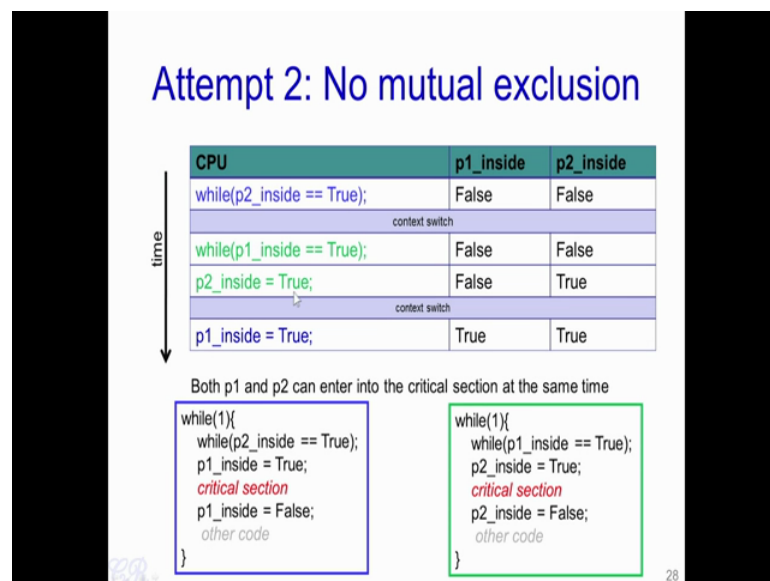 Attempt 2: No mutual exclusion
CPU p1_inside p2_inside
while(p2_inside == True); False False
context switch
while(p1_inside == True); False False
p2_inside = True; False True
context switch
p1_inside = True; True True
time
Both p1 and p2 can enter into the critical section at the same time
while(1){
while(p2_inside == True);
p1_inside = True;
critical section
p1_inside = False;
other code
}
while(1){
while(p1_inside == True);
p2_inside = True;
critical section
p2_inside = False;
other code
}
28